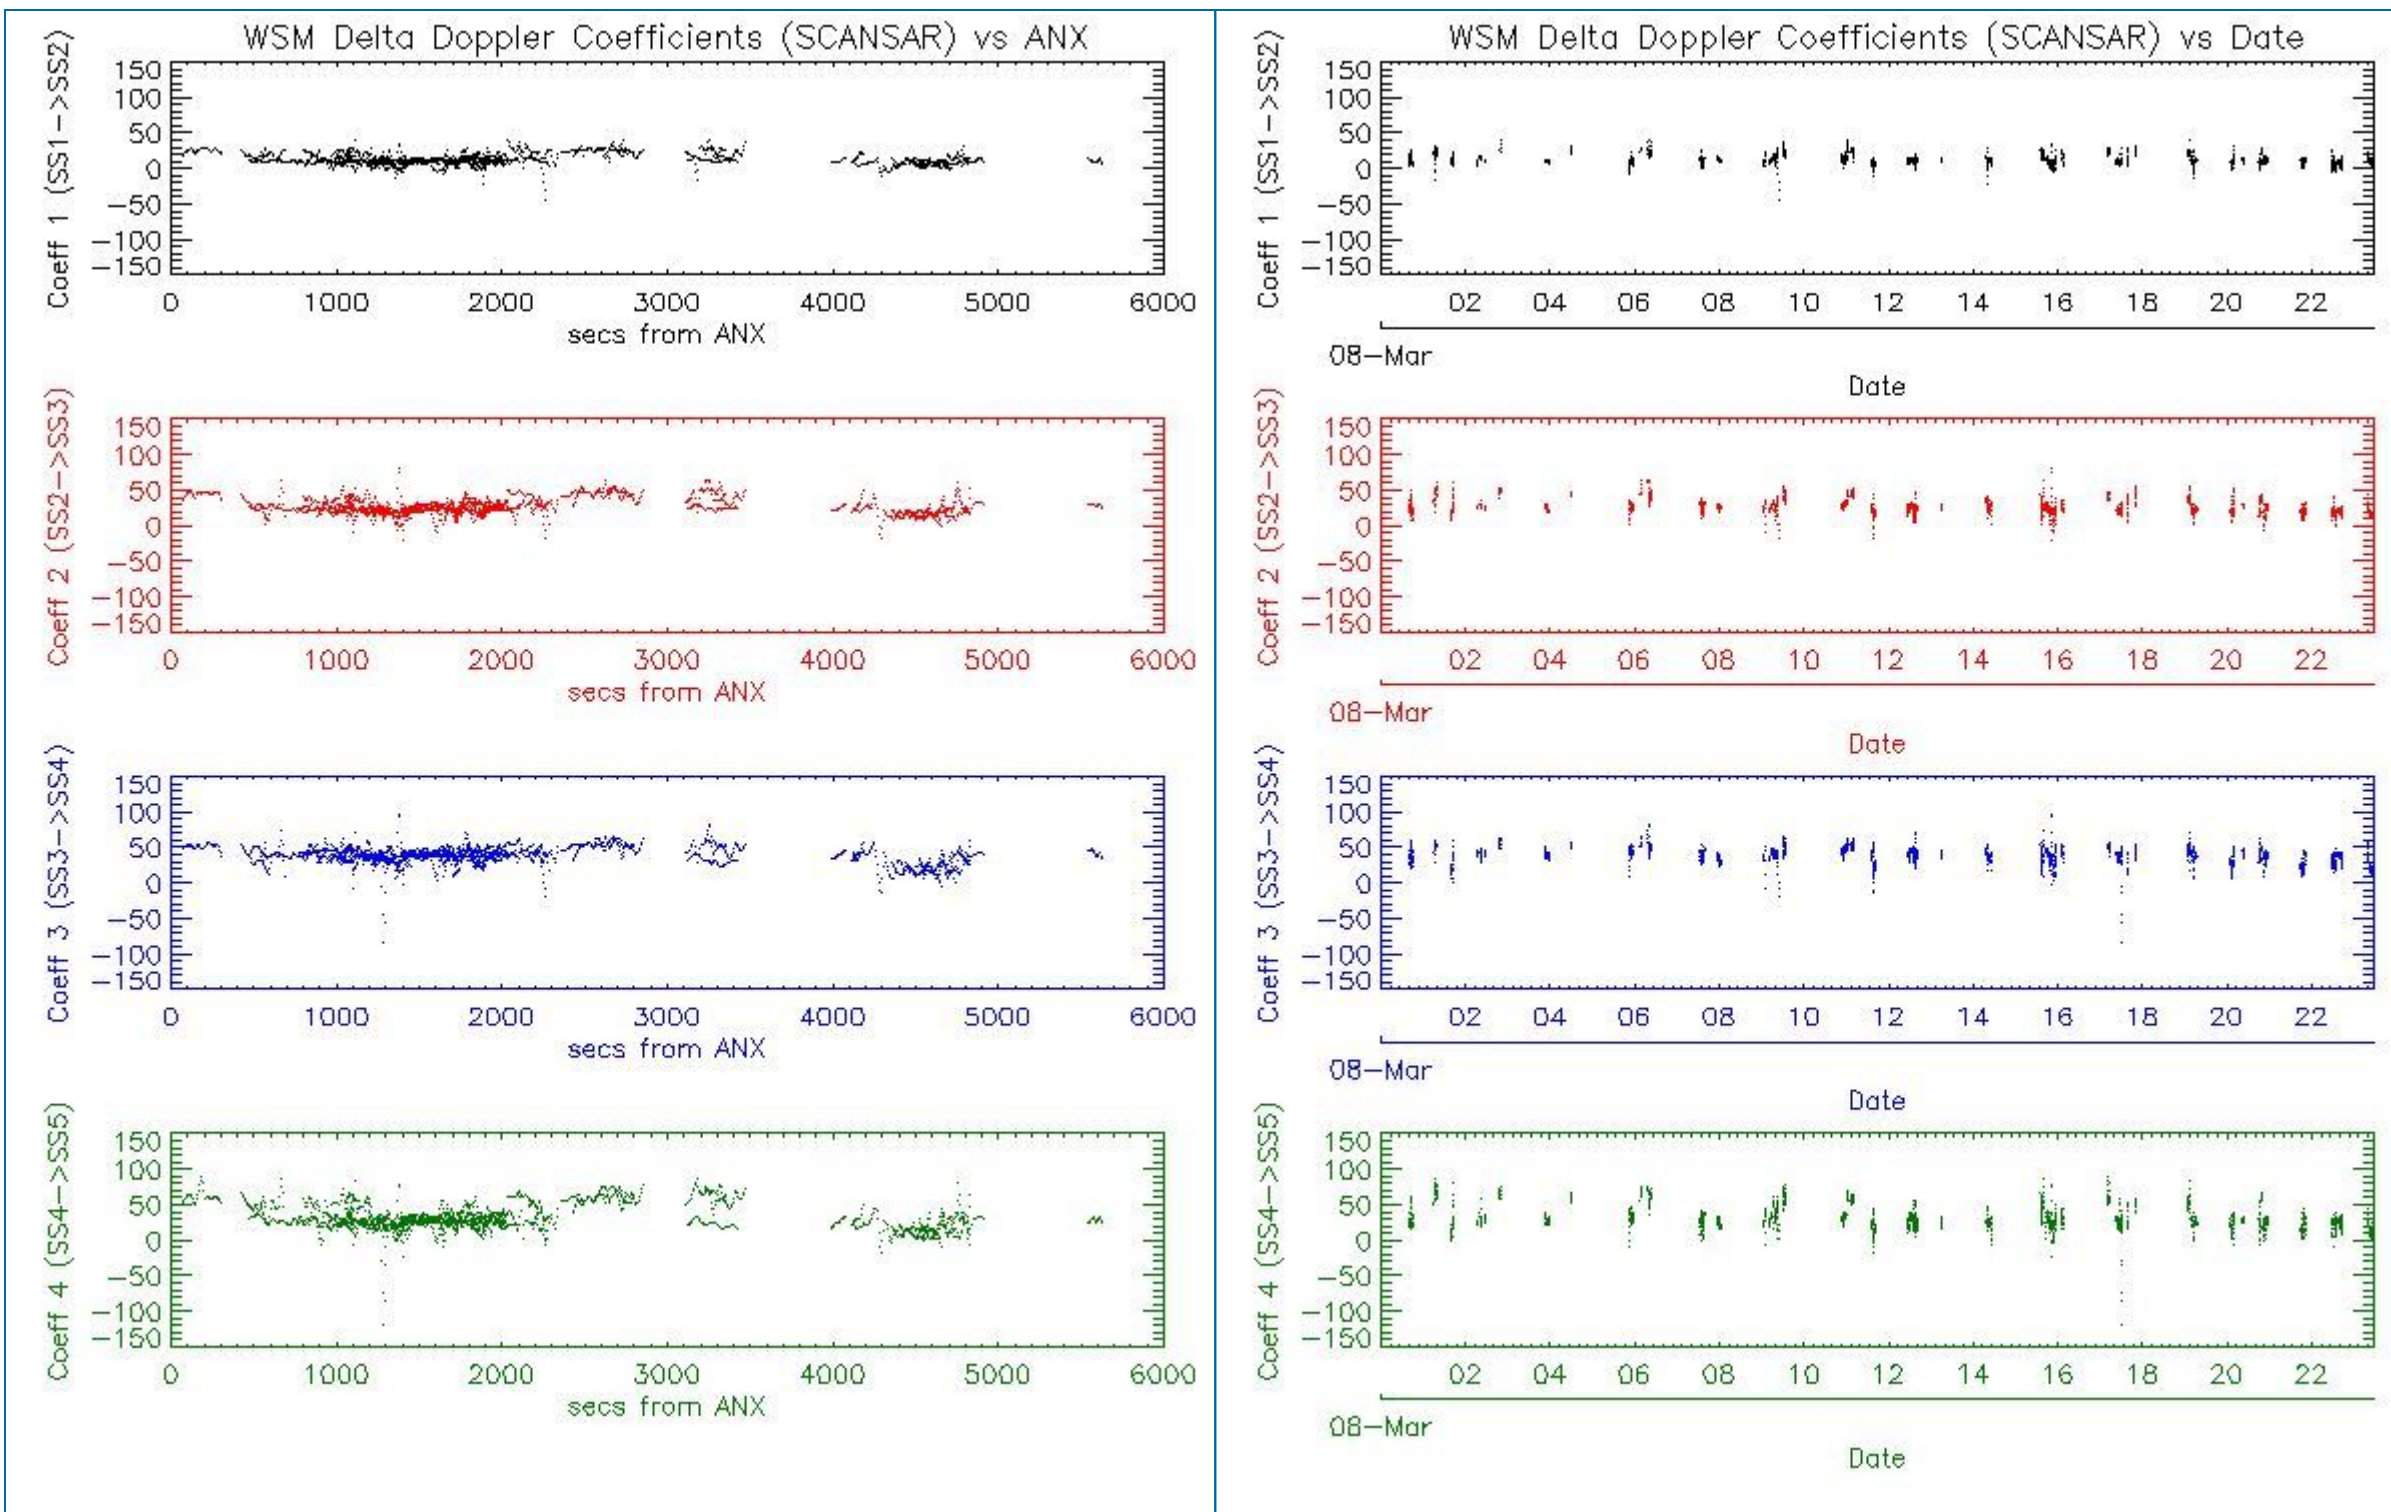 WSM Delta Doppler Coefficients (SCANSAR) vs ANX
Coeff 1 (SS1->SS2)
150
100
50
0
-50
-100
-150
0 1000 2000 3000 4000 5000 6000
secs from ANX
Coeff 2 (SS2->SS3)
150
100
50
0
-50
-100
-150
0 1000 2000 3000 4000 5000 6000
secs from ANX
Coeff 3 (SS3->SS4)
150
100
50
0
-50
-100
-150
0 1000 2000 3000 4000 5000 6000
secs from ANX
Coeff 4 (SS4->SS5)
150
100
50
0
-50
-100
-150
0 1000 2000 3000 4000 5000 6000
secs from ANX
WSM Delta Doppler Coefficients (SCANSAR) vs Date
Coeff 1 (SS1->SS2)
150
100
50
0
-50
-100
-150
02 04 06 08 10 12 14 16 18 20 22
08-Mar
Date
Coeff 2 (SS2->SS3)
150
100
50
0
-50
-100
-150
02 04 06 08 10 12 14 16 18 20 22
08-Mar
Date
Coeff 3 (SS3->SS4)
150
100
50
0
-50
-100
-150
02 04 06 08 10 12 14 16 18 20 22
08-Mar
Date
Coeff 4 (SS4->SS5)
150
100
50
0
-50
-100
-150
02 04 06 08 10 12 14 16 18 20 22
08-Mar
Date